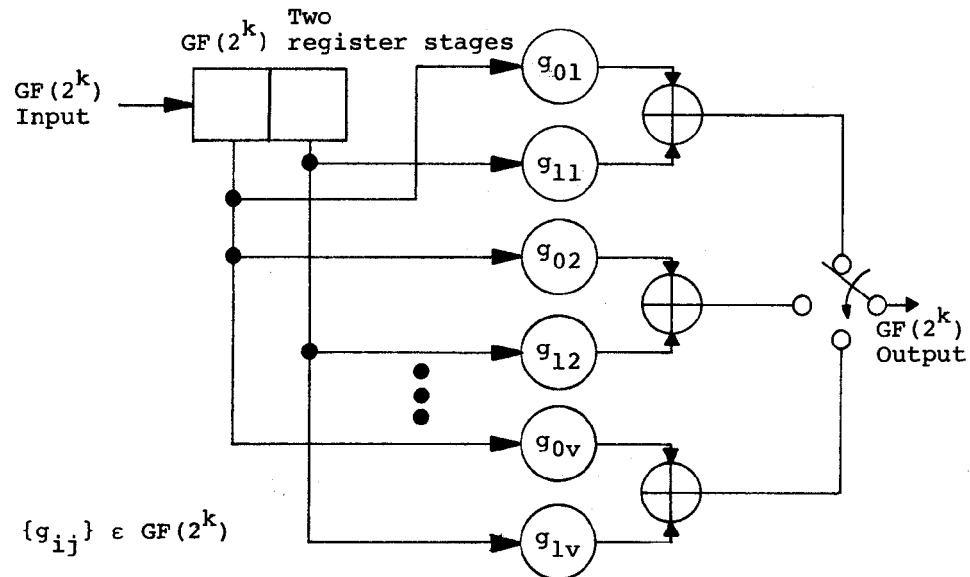 Two
GF(2^k) register stages
GF(2^k)
Input
g_01
g_11
g_02
g_12
g_0v
g_1v
GF(2^k)
Output
{g_ij} ε GF(2^k)